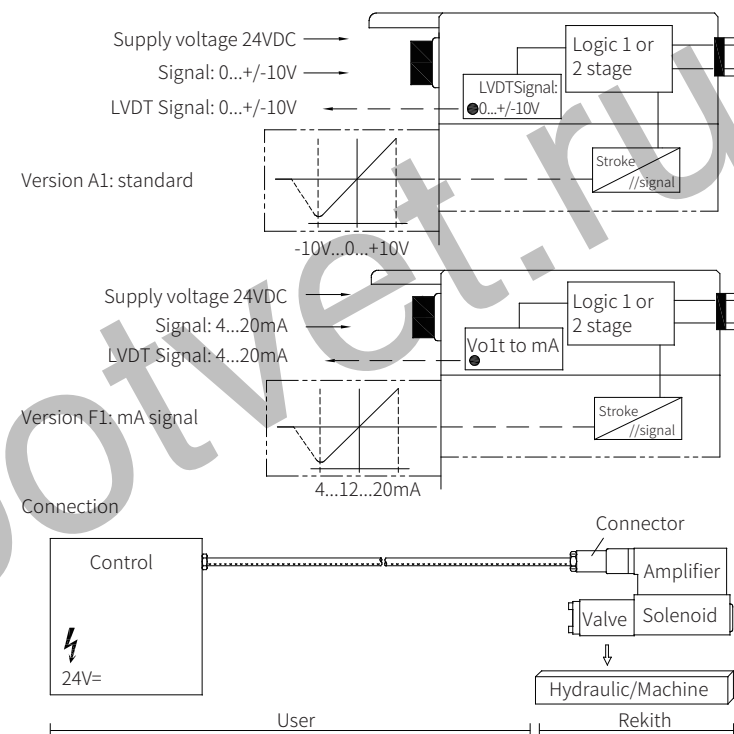 Supply voltage 24VDC
Signal: 0...+/-10V
LVDT Signal: 0...+/-10V
Logic 1 or
2 stage
LVDTSignal:
0...+/-10V
Stroke
//signal
Version A1: standard
-10V...0...+10V
Supply voltage 24VDC
Signal: 4...20mA
LVDT Signal: 4...20mA
Logic 1 or
2 stage
Vo1t to mA
Stroke
//signal
Version F1: mA signal
4...12...20mA
Connection
Connector
Control
Amplifier
Valve
Solenoid
24V=
Hydraulic/Machine
User
Rekith
otvet.ru